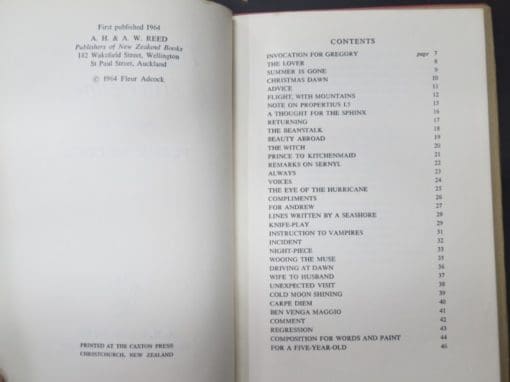 First published 1964
A. H. & A. W. REED
Publishers of New Zealand Books
182 Wakefield Street, Wellington
St Paul Street, Auckland
© 1964 Fleur Adcock
PRINTED AT THE CAXTON PRESS
CHRISTCHURCH, NEW ZEALAND
CONTENTS
INVOCATION FOR GREGORY page 7
THE LOVER 8
SUMMER IS GONE 9
CHRISTMAS DAWN 10
ADVICE 11
FLIGHT, WITH MOUNTAINS 12
NOTE ON PROPERTIUS I.5 15
A THOUGHT FOR THE SPHINX 16
RETURNING 17
THE BEANSTALK 18
BEAUTY ABROAD 19
THE WITCH 20
PRINCE TO KITCHENMAID 21
REMARKS ON SERNYL 22
ALWAYS 23
VOICES 24
THE EYE OF THE HURRICANE 25
COMPLIMENTS 26
FOR ANDREW 27
LINES WRITTEN BY A SEASHORE 28
KNIFE-PLAY 29
INSTRUCTION TO VAMPIRES 31
INCIDENT 32
NIGHT-PIECE 33
WOOING THE MUSE 35
DRIVING AT DAWN 36
WIFE TO HUSBAND 37
UNEXPECTED VISIT 38
COLD MOON SHINING 39
CARPE DIEM 40
BEN VENGA MAGGIO 41
COMMENT 42
REGRESSION 43
COMPOSITION FOR WORDS AND PAINT 44
FOR A FIVE-YEAR-OLD 46